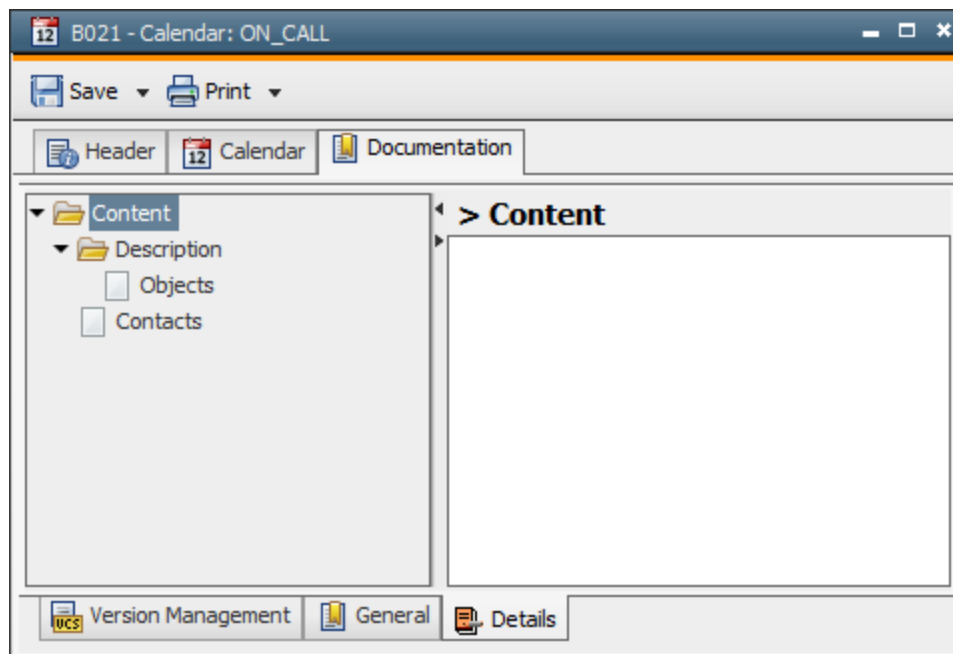 12 B021 - Calendar: ON_CALL
Save Print
Header 12 Calendar Documentation
Content
Description
Objects
Contacts
> Content
VCS Version Management General Details